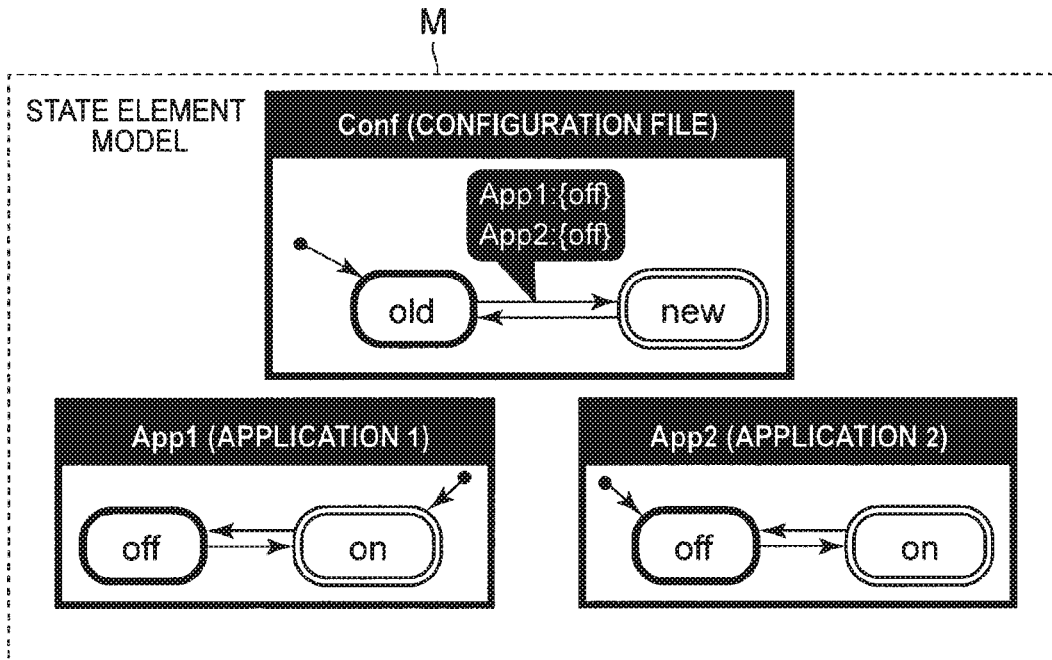 M
STATE ELEMENT
MODEL
Conf (CONFIGURATION FILE)
App1:{off}
App2:{off}
old
new
App1 (APPLICATION 1)
off
on
App2 (APPLICATION 2)
off
on